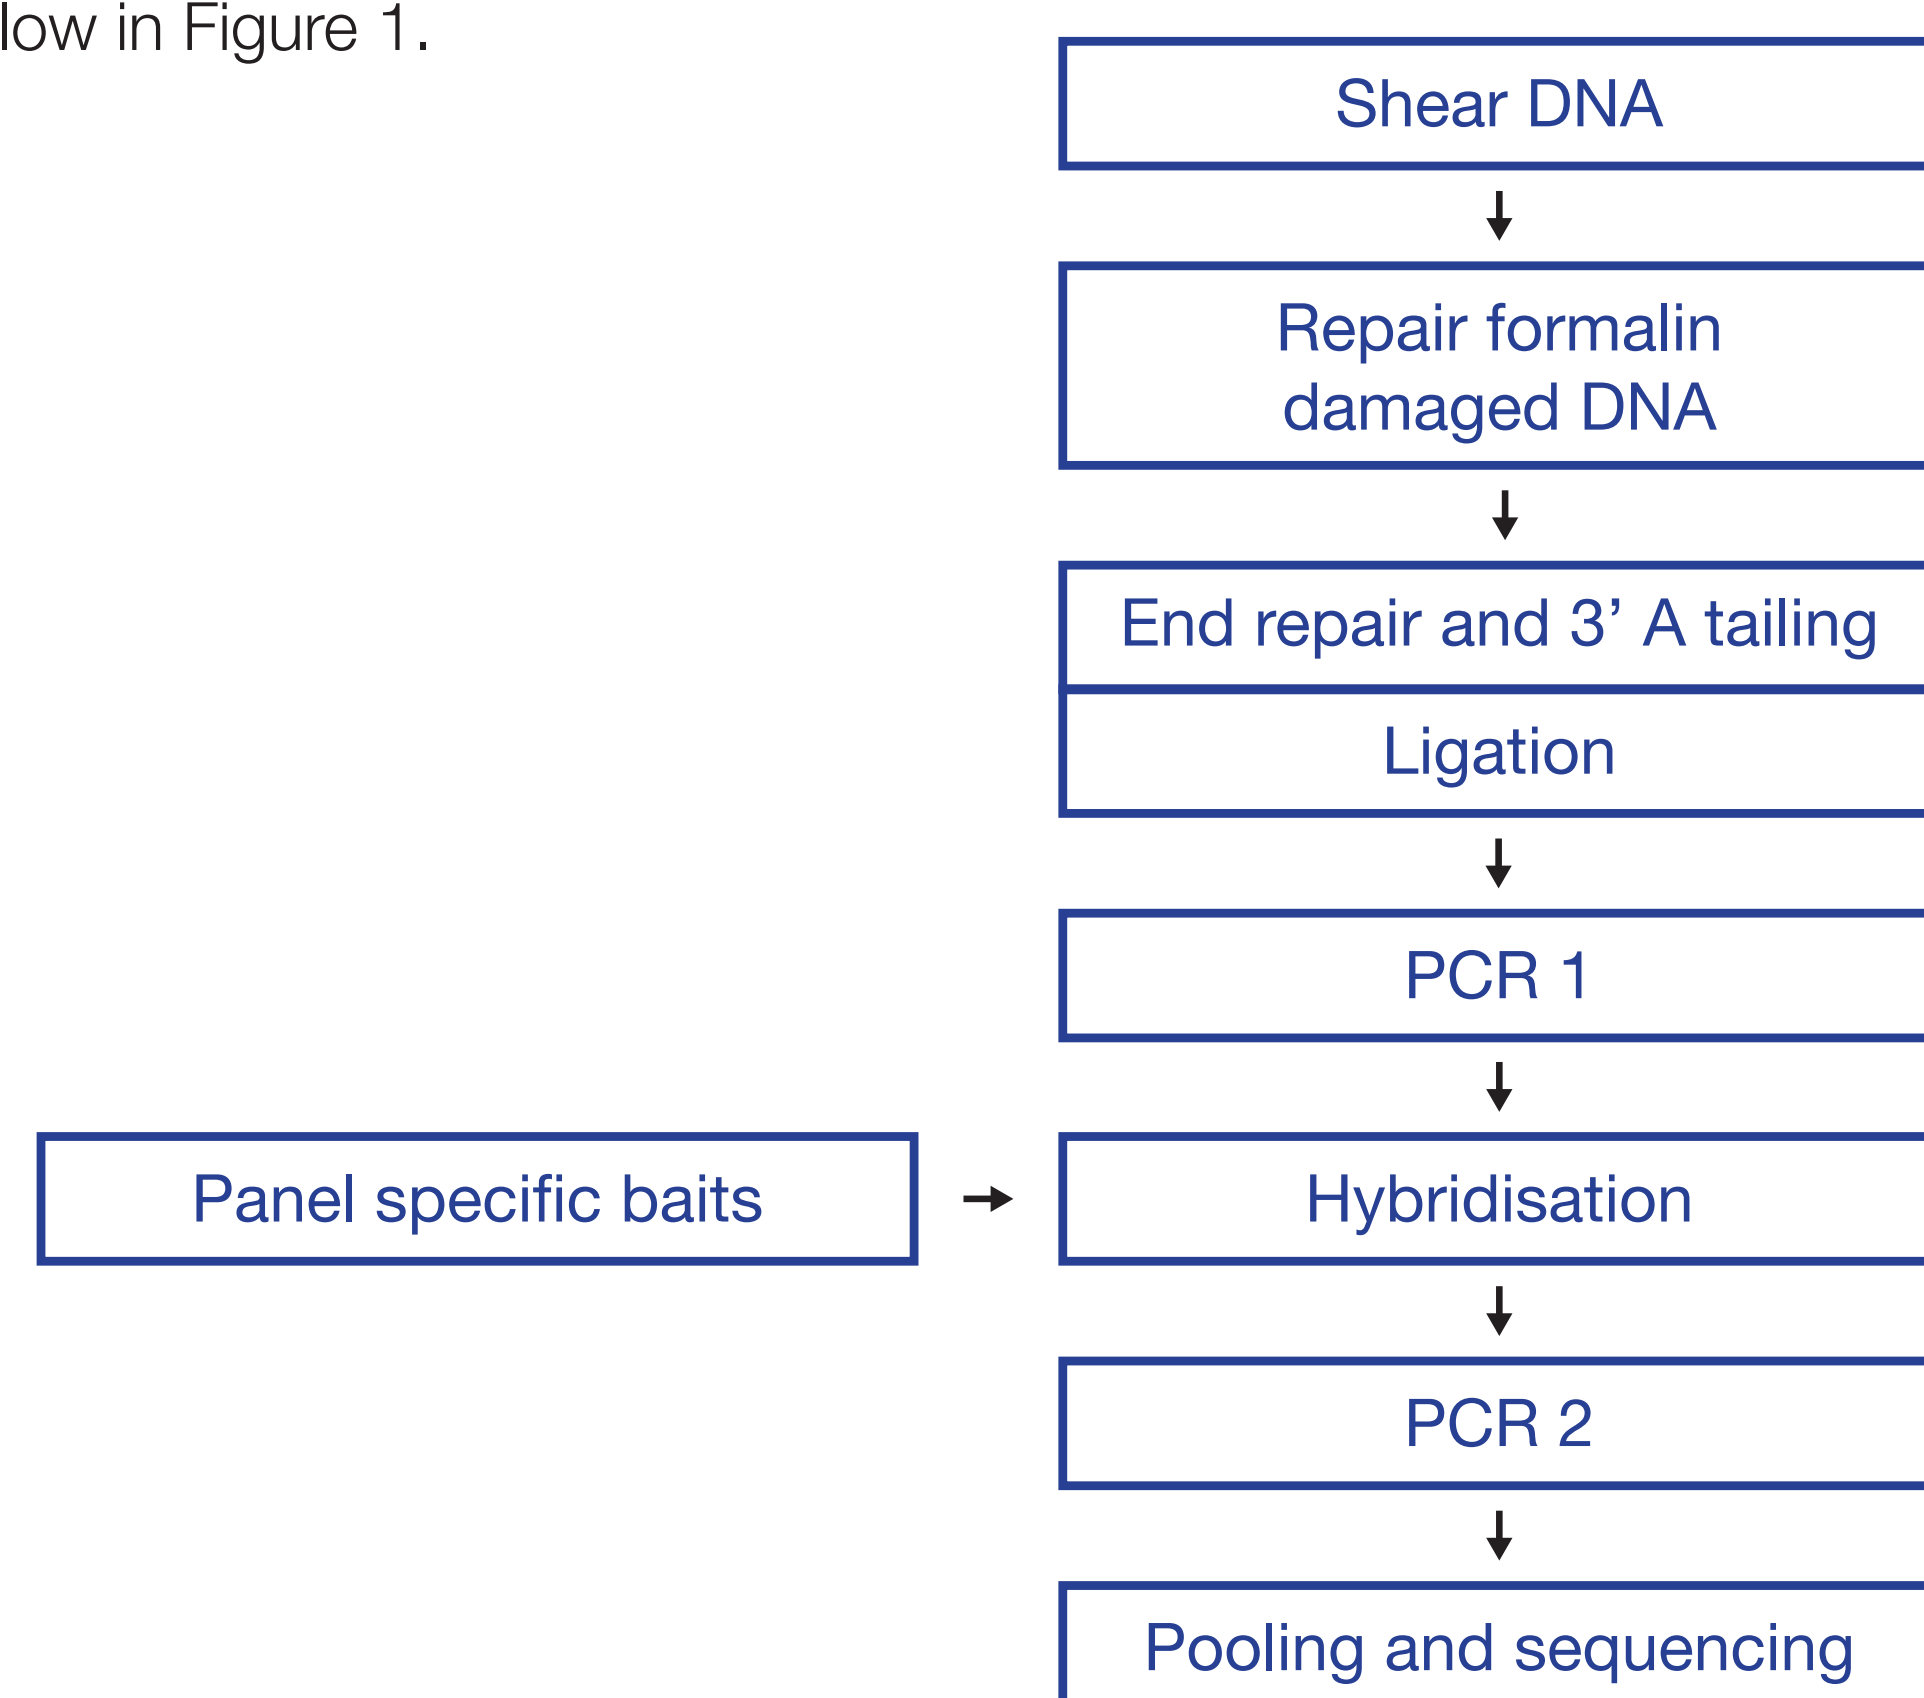 low in Figure 1.
Shear DNA
Repair formalin
damaged DNA
End repair and 3’ A tailing
Ligation
PCR 1
Panel specific baits
Hybridisation
PCR 2
Pooling and sequencing